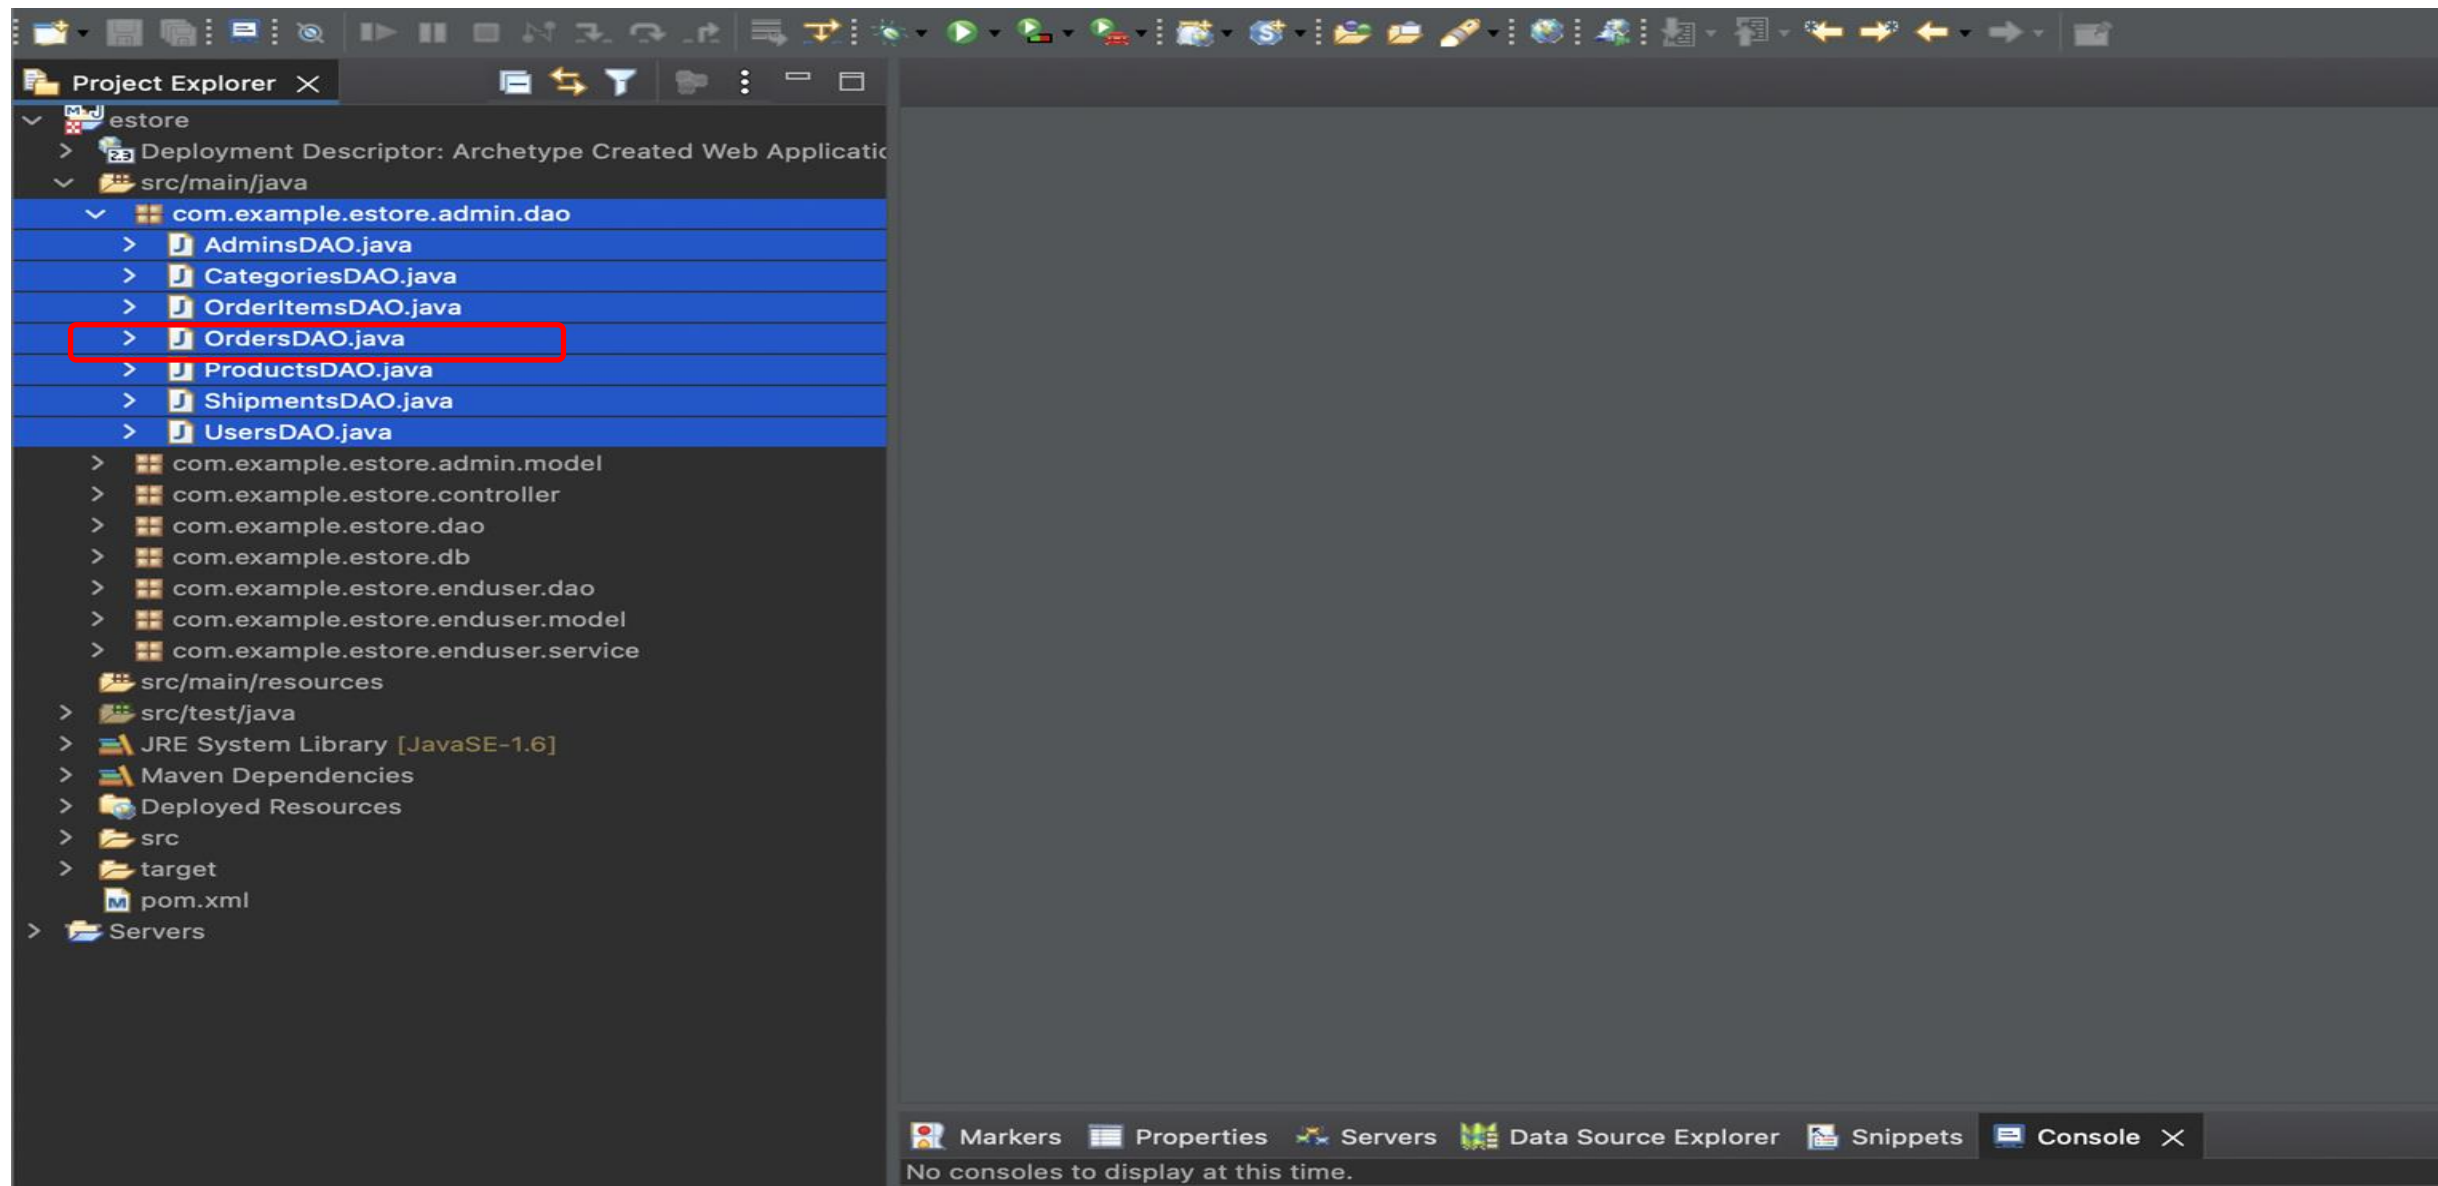 Project Explorer
estore
Deployment Descriptor: Archetype Created Web Applicatic
src/main/java
com.example.estore.admin.dao
AdminsDAO.java
CategoriesDAO.java
OrderItemsDAO.java
OrdersDAO.java
ProductsDAO.java
ShipmentsDAO.java
UsersDAO.java
com.example.estore.admin.model
com.example.estore.controller
com.example.estore.dao
com.example.estore.db
com.example.estore.enduser.dao
com.example.estore.enduser.model
com.example.estore.enduser.service
src/main/resources
src/test/java
JRE System Library [JavaSE-1.6]
Maven Dependencies
Deployed Resources
src
target
pom.xml
Servers
Markers Properties Servers Data Source Explorer Snippets Console
No consoles to display at this time.